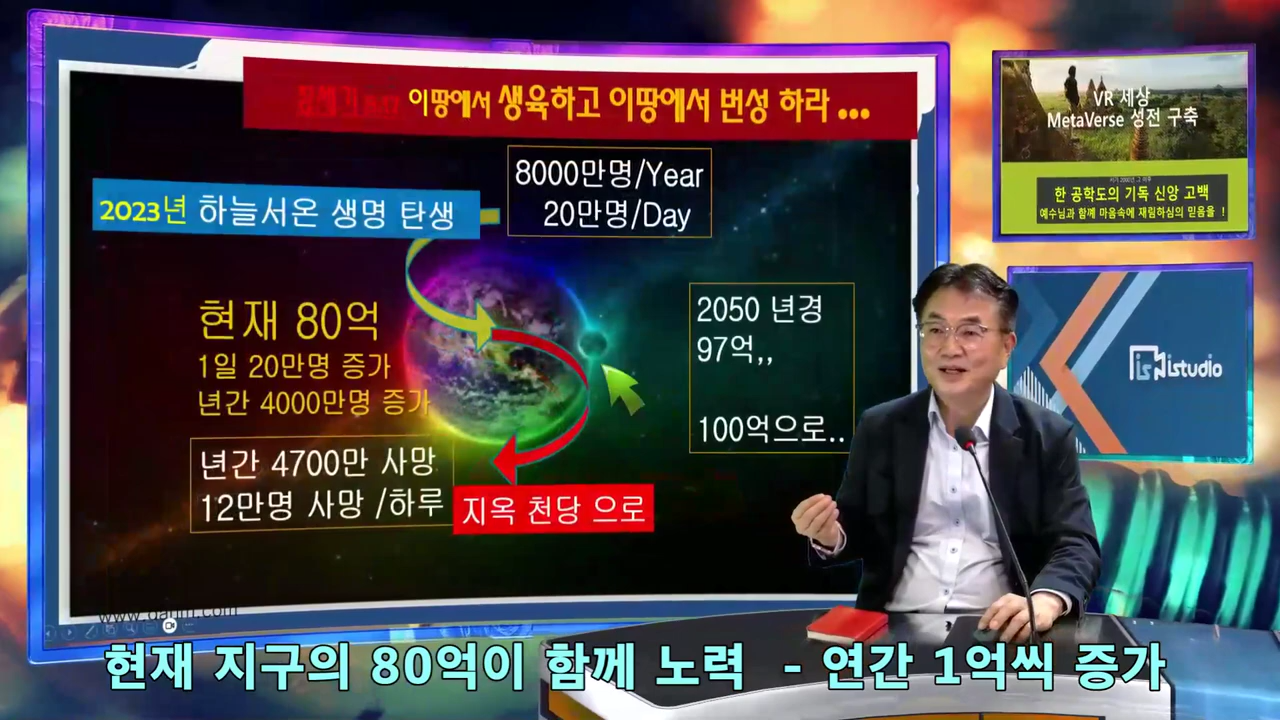 이땅에서 생육하고 이땅에서 번성 하라 ...
8000만명/Year
20만명/Day
2023년 하늘서온 생명 탄생
현재 80억
1일 20만명 증가
년간 4000만명 증가
년간 4700만 사망
12만명 사망 /하루
지옥 천당 으로
2050 년경
97억,,
100억으로..
VR 세상
MetaVerse 성전 구축
한 공학도의 기독 신앙 고백
예수님과 함께 마음속에 재림하심의 믿음을 !
istudio
현재 지구의 80억이 함께 노력 - 연간 1억씩 증가